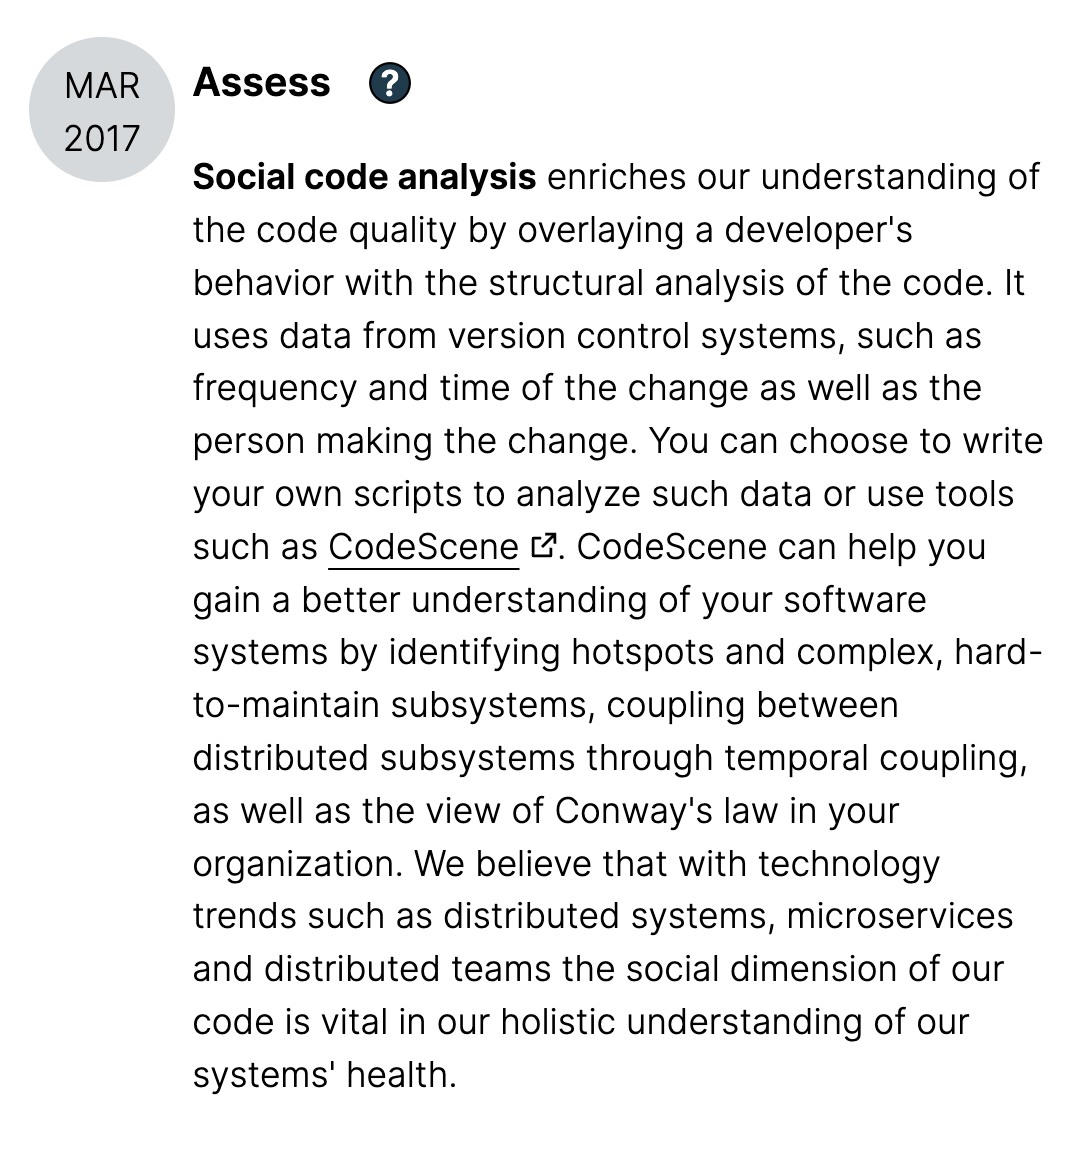 MAR
2017
Assess ?
Social code analysis enriches our understanding of
the code quality by overlaying a developer's
behavior with the structural analysis of the code. It
uses data from version control systems, such as
frequency and time of the change as well as the
person making the change. You can choose to write
your own scripts to analyze such data or use tools
such as CodeScene. CodeScene can help you
gain a better understanding of your software
systems by identifying hotspots and complex, hard-
to-maintain subsystems, coupling between
distributed subsystems through temporal coupling,
as well as the view of Conway's law in your
organization. We believe that with technology
trends such as distributed systems, microservices
and distributed teams the social dimension of our
code is vital in our holistic understanding of our
systems' health.